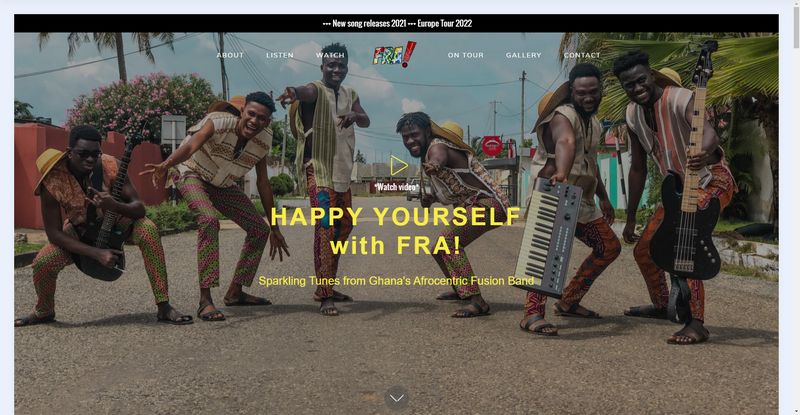 --- New song releases 2021 --- Europe Tour 2022
ABOUT LISTEN WATCH FRA! ON TOUR GALLERY CONTACT
*Watch video*
HAPPY YOURSELF
with FRA!
Sparkling Tunes from Ghana's Afrocentric Fusion Band